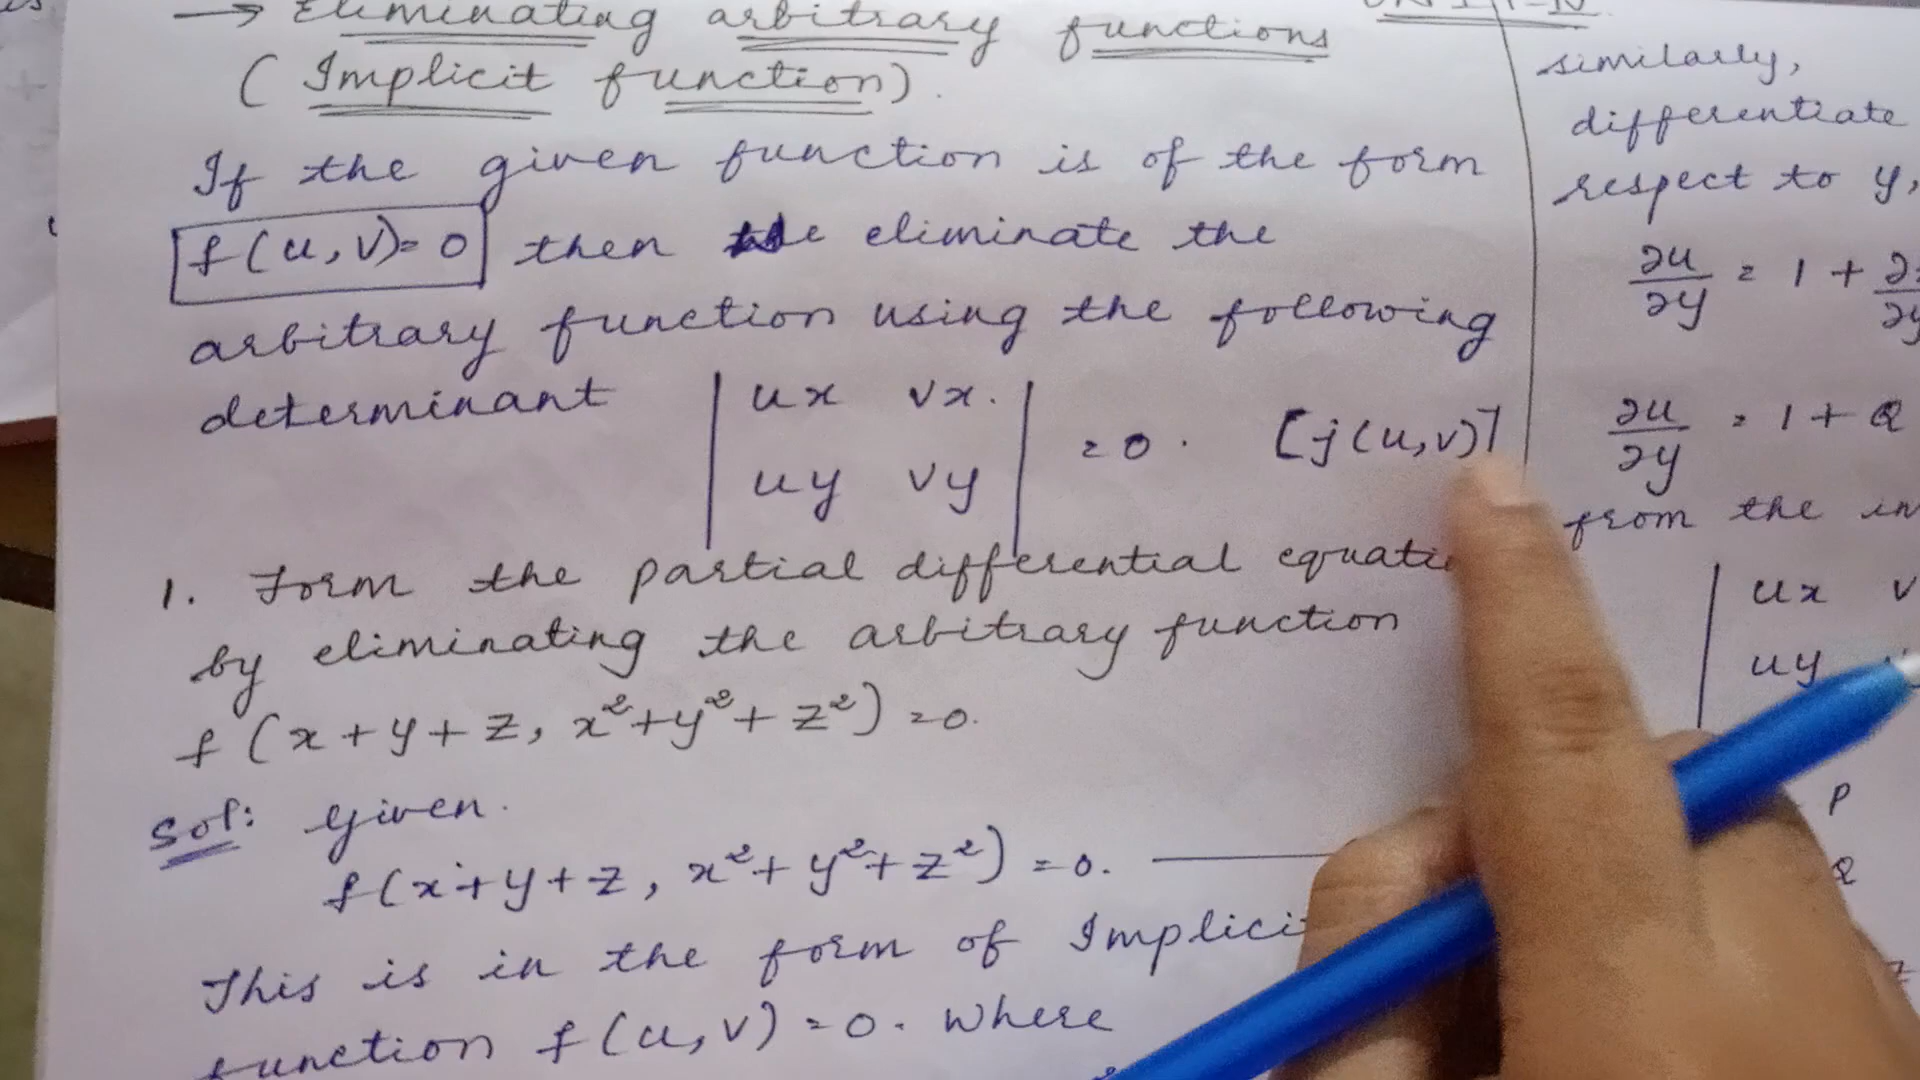 → Eliminating arbitrary functions
( Implicit function).
If the given function is of the form
f(u,v)=0 then eliminate the
arbitrary function using the following
determinant | ux vx. | = 0. [j(u,v)]
| uy vy |
1. Form the partial differential
by eliminating the arbitrary function
f (x+y+z, x²+y²+z²) =0.
Sol: Given.
f(x+y+z, x²+y²+z²) =0.
This is in the form of
function f(u,v)=0. Where
similarly,
differentiate
respect to y,
∂u/∂y = 1 +
∂u/∂y = 1 + Q
from the
ux
uy
P
Q